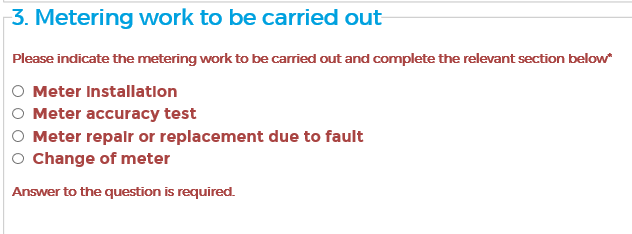 3. Metering work to be carried out
Please indicate the metering work to be carried out and complete the relevant section below*
Meter Installation
Meter accuracy test
Meter repair or replacement due to fault
Change of meter
Answer to the question is required.